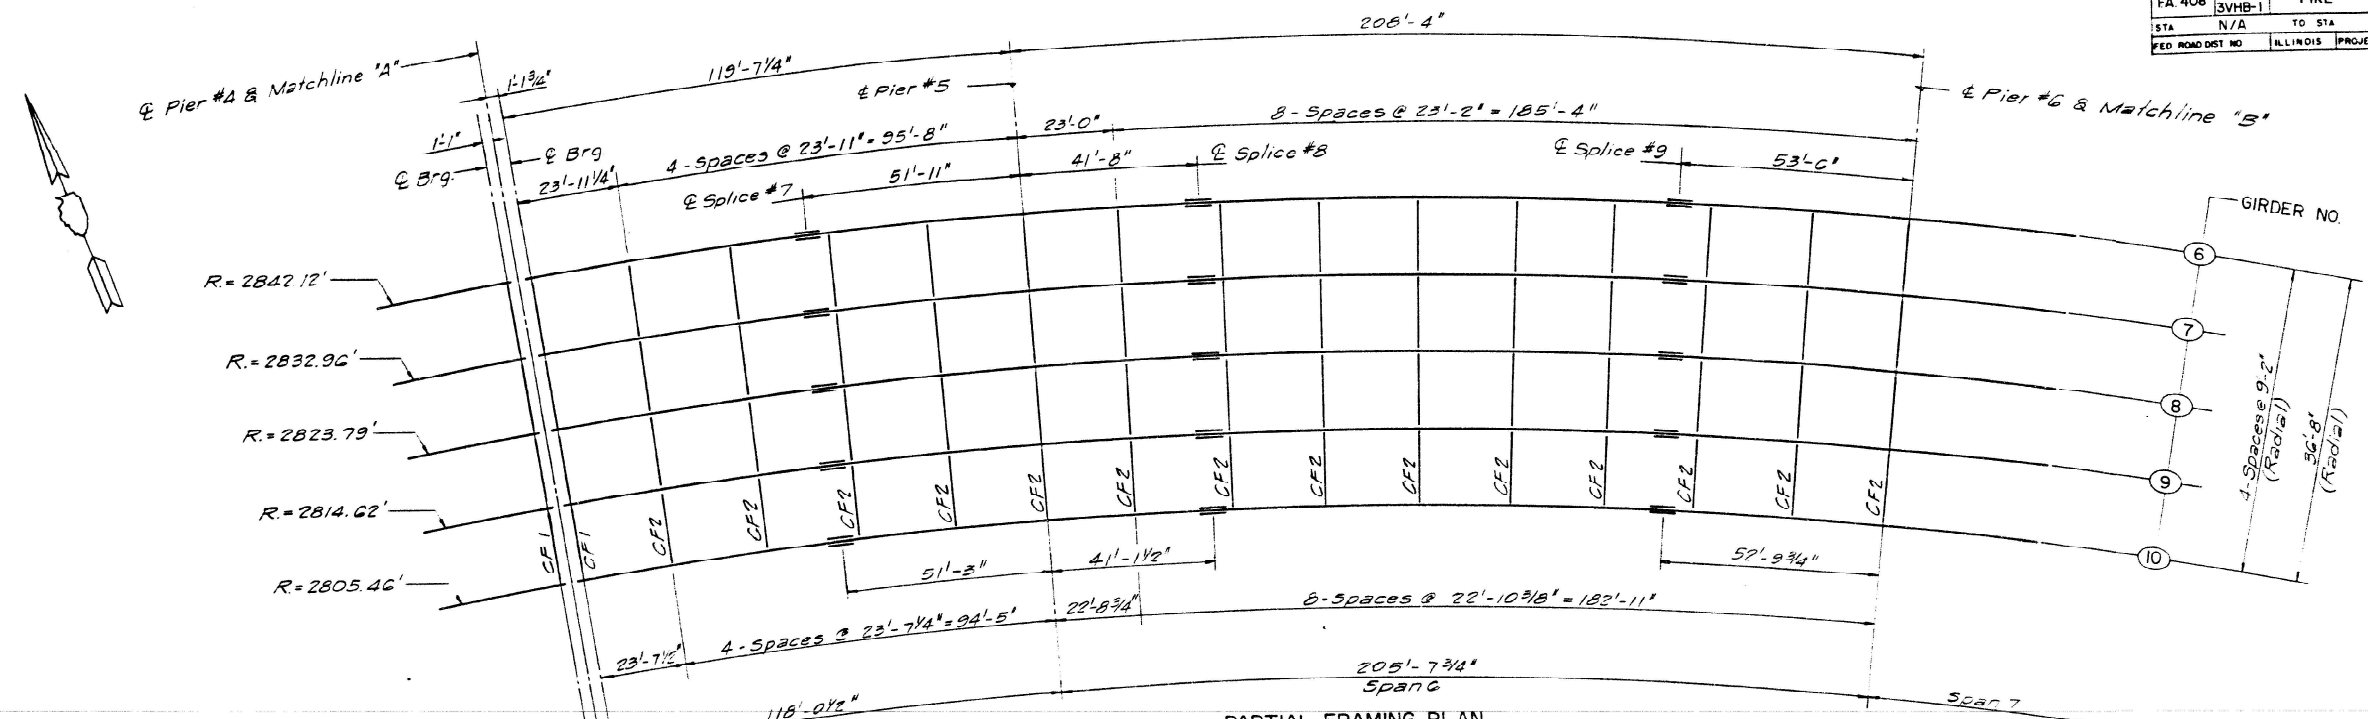 FA. 408
3VHB-1
STA N/A TO STA
FED ROAD DIST NO ILLINOIS PROJE
208'-4"
119'-7¼"
1'-1¾"
℄ Pier #4 & Matchline "A"
℄ Pier #5
℄ Pier #6 & Matchline "B"
8-Spaces @ 23'-2" = 185'-4"
23'-0"
4-Spaces @ 23'-11" = 95'-8"
1'-1"
℄ Brg
℄ Brg.
23'-11¼"
℄ Splice #7
51'-11"
41'-8"
℄ Splice #8
℄ Splice #9
53'-6"
GIRDER NO.
6
7
8
9
10
R.= 2842.12'
R.= 2832.96'
R.= 2823.79'
R.= 2814.62'
R.= 2805.46'
4-Spaces @ 9'-2"
(Radial)
36'-8"
(Radial)
CF1
CF1
CF2
CF2
CF2
CF2
CF2
CF2
CF2
CF2
CF2
CF2
CF2
CF2
CF2
CF2
51'-3"
41'-1½"
52'-9¾"
23'-7½"
4-Spaces @ 23'-7¼" = 94'-5"
22'-8¾"
8-Spaces @ 22'-10⅜" = 182'-11"
118'-0½"
205'-7¾"
Span 6
Span 7
PARTIAL FRAMING PLAN